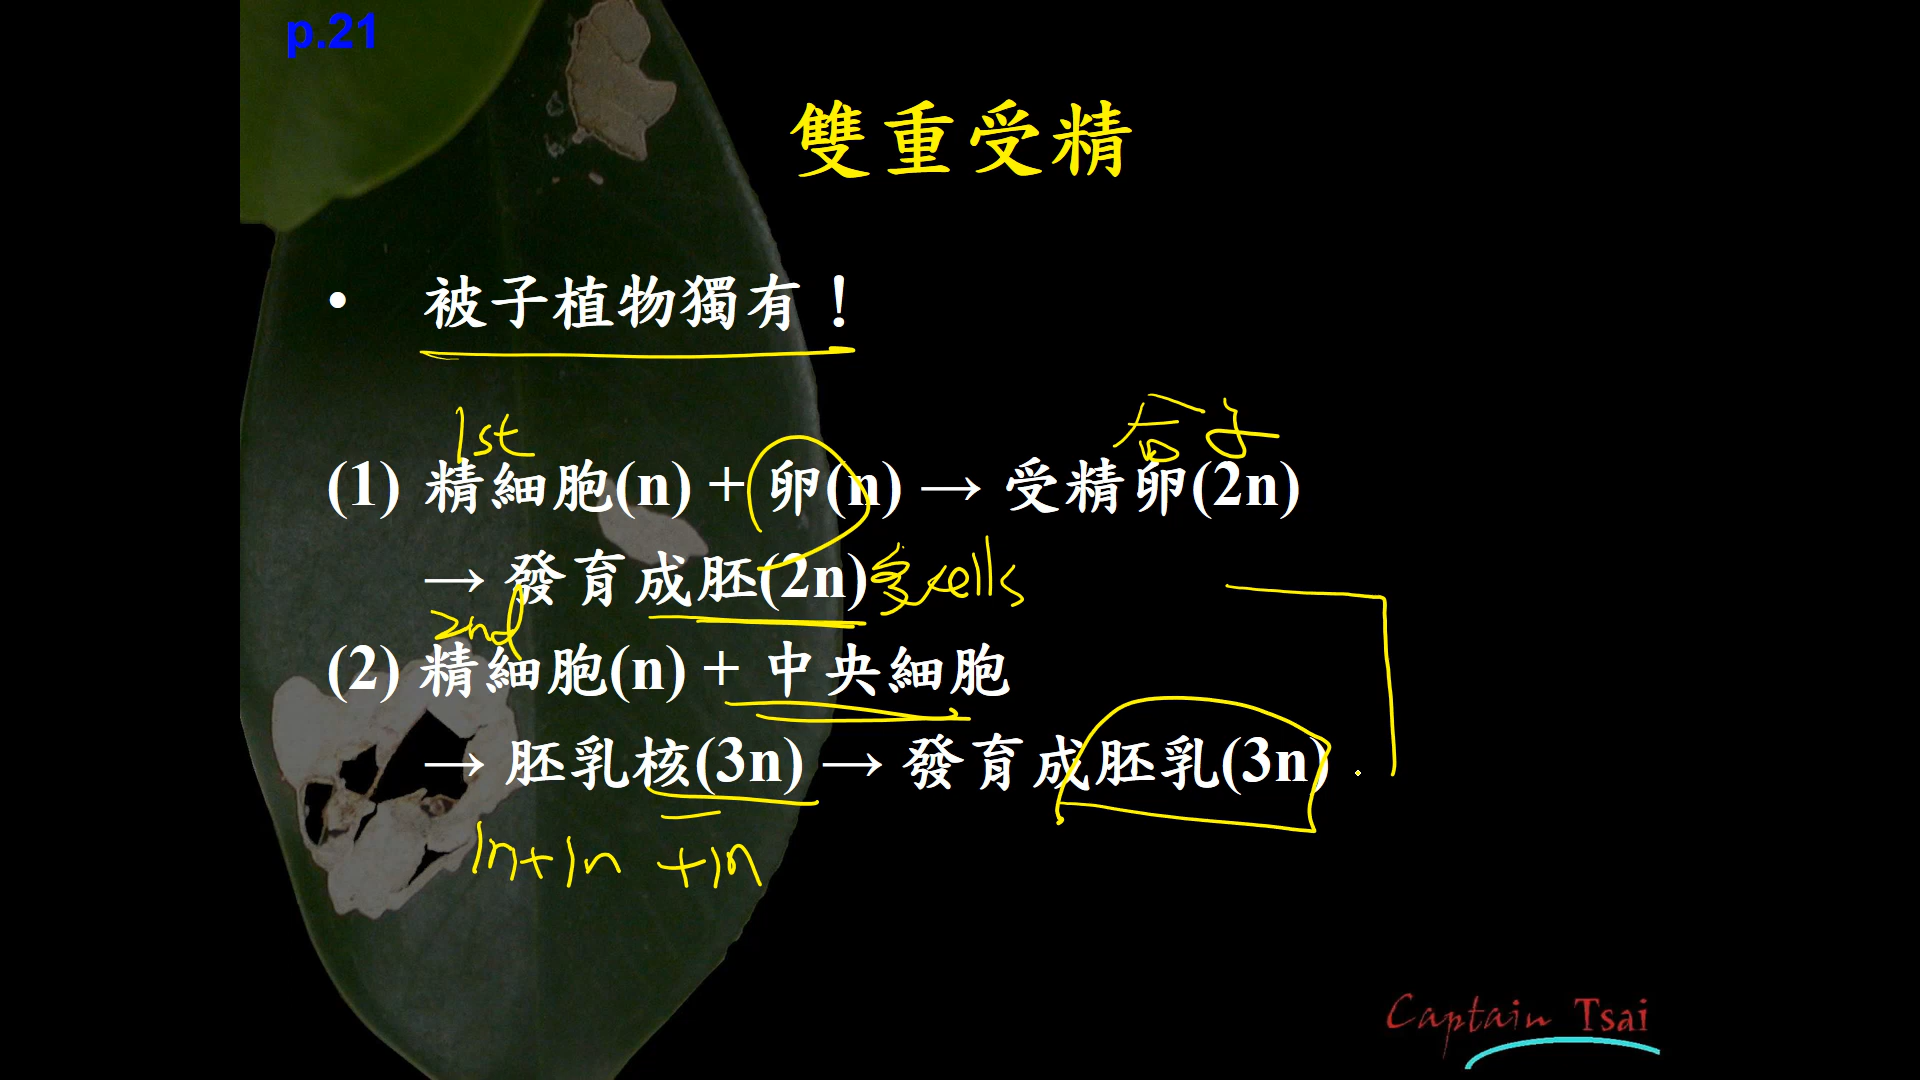 p.21
雙重受精
• 被子植物獨有！
1st 合子
(1) 精細胞(n) + 卵(n) → 受精卵(2n)
→ 發育成胚(2n) 多cells
2nd
(2) 精細胞(n) + 中央細胞
→ 胚乳核(3n) → 發育成胚乳(3n)
1n+1n +1n
Captain Tsai